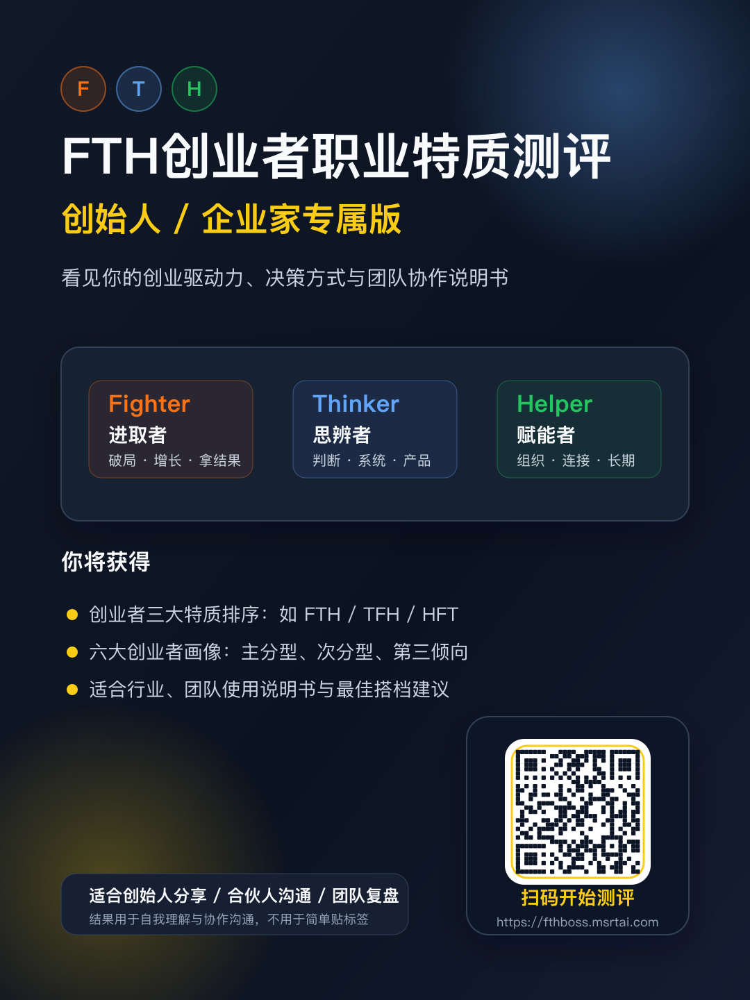 F T H
FTH创业者职业特质测评
创始人 / 企业家专属版
看见你的创业驱动力、决策方式与团队协作说明书
Fighter
进取者
破局 · 增长 · 拿结果
Thinker
思辨者
判断 · 系统 · 产品
Helper
赋能者
组织 · 连接 · 长期
你将获得
创业者三大特质排序：如 FTH / TFH / HFT
六大创业者画像：主分型、次分型、第三倾向
适合行业、团队使用说明书与最佳搭档建议
适合创始人分享 / 合伙人沟通 / 团队复盘
结果用于自我理解与协作沟通，不用于简单贴标签
扫码开始测评
https://fthboss.msrtai.com